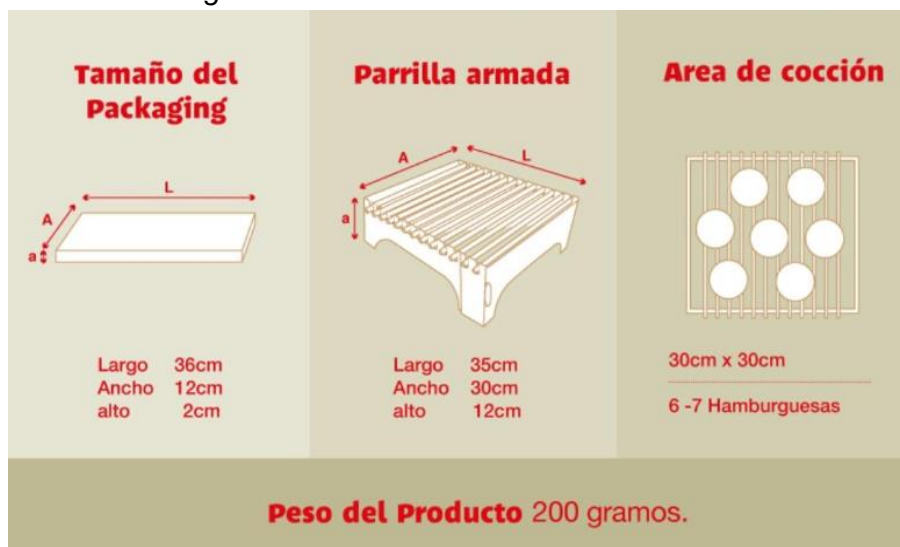 Tamaño del
Packaging
L
A
a
Largo 36cm
Ancho 12cm
alto 2cm
Parrilla armada
A
L
a
Largo 35cm
Ancho 30cm
alto 12cm
Area de cocción
30cm x 30cm
6 -7 Hamburguesas
Peso del Producto 200 gramos.